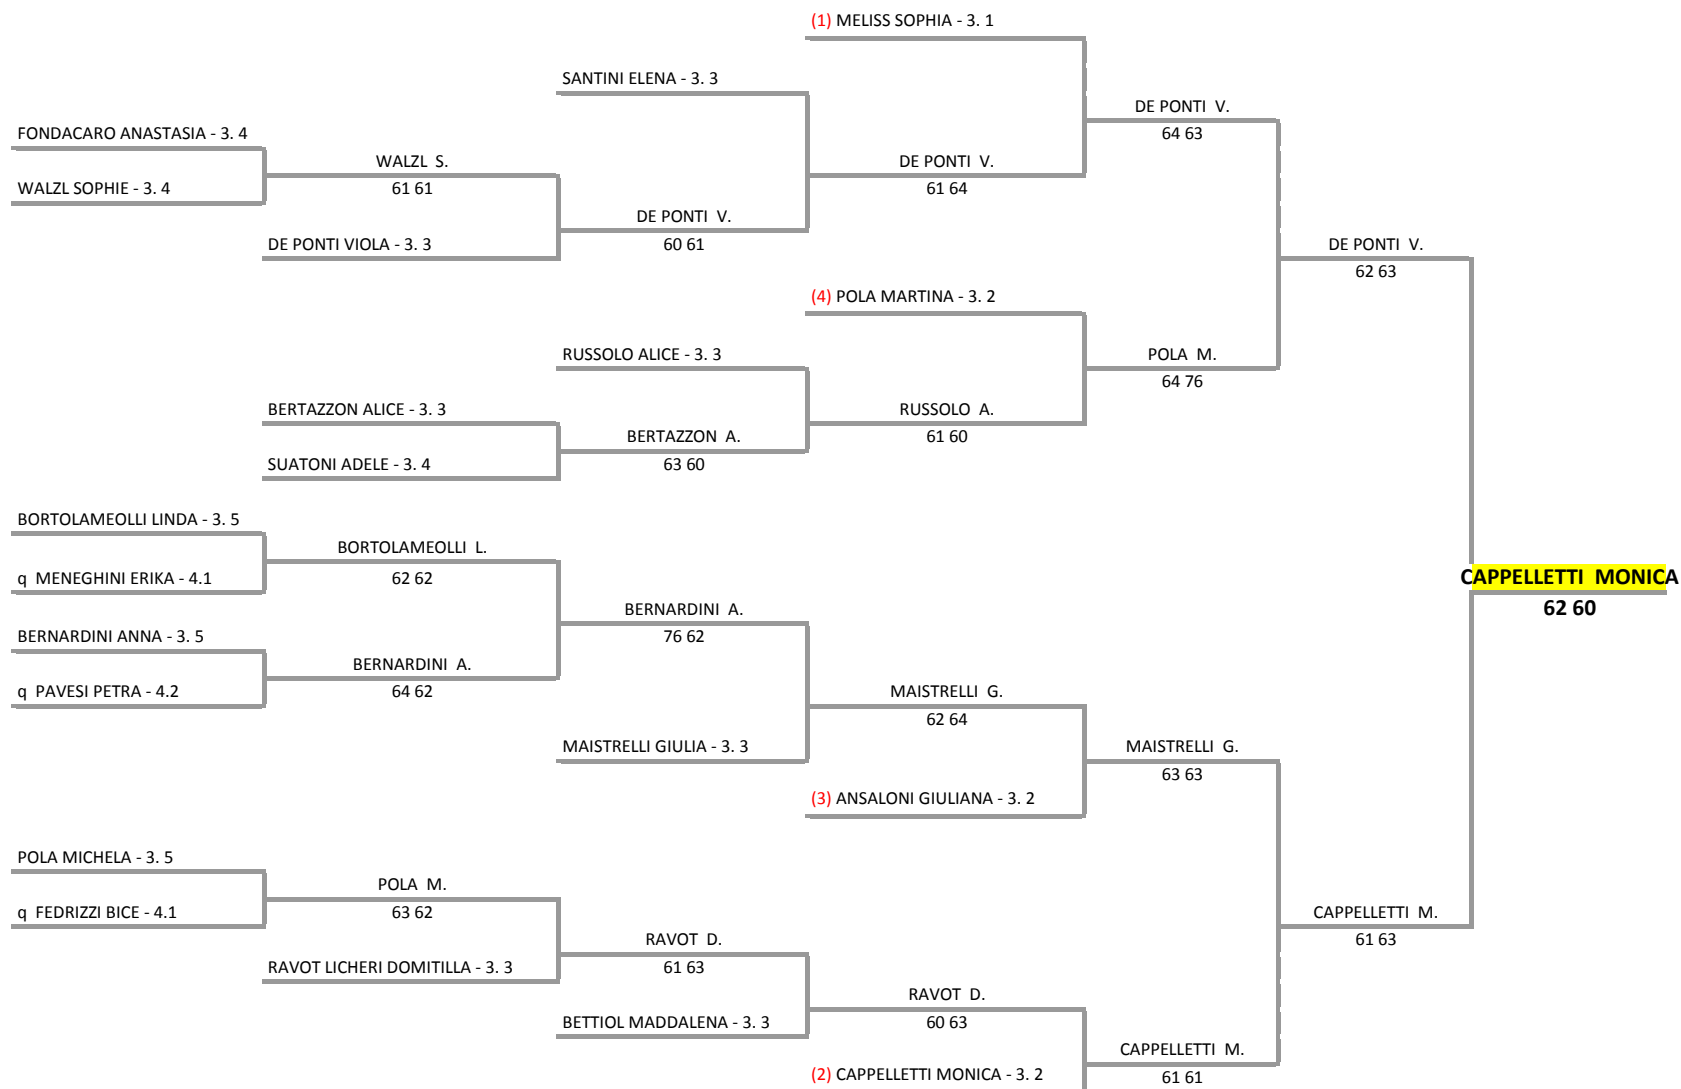 (1) MELISS SOPHIA - 3. 1
SANTINI ELENA - 3. 3
DE PONTI V.
64 63
FONDACARO ANASTASIA - 3. 4
WALZL S.
61 61
DE PONTI V.
61 64
WALZL SOPHIE - 3. 4
DE PONTI V.
60 61
DE PONTI VIOLA - 3. 3
DE PONTI V.
62 63
(4) POLA MARTINA - 3. 2
RUSSOLO ALICE - 3. 3
POLA M.
64 76
BERTAZZON ALICE - 3. 3
RUSSOLO A.
61 60
BERTAZZON A.
63 60
SUATONI ADELE - 3. 4
BORTOLAMEOLLI LINDA - 3. 5
BORTOLAMEOLLI L.
62 62
q MENEGHINI ERIKA - 4.1
CAPPELLETTI MONICA
62 60
BERNARDINI A.
76 62
BERNARDINI ANNA - 3. 5
BERNARDINI A.
64 62
q PAVESI PETRA - 4.2
MAISTRELLI G.
62 64
MAISTRELLI GIULIA - 3. 3
MAISTRELLI G.
63 63
(3) ANSALONI GIULIANA - 3. 2
POLA MICHELA - 3. 5
POLA M.
63 62
q FEDRIZZI BICE - 4.1
CAPPELLETTI M.
61 63
RAVOT D.
61 63
RAVOT LICHERI DOMITILLA - 3. 3
RAVOT D.
60 63
BETTIOL MADDALENA - 3. 3
CAPPELLETTI M.
61 61
(2) CAPPELLETTI MONICA - 3. 2